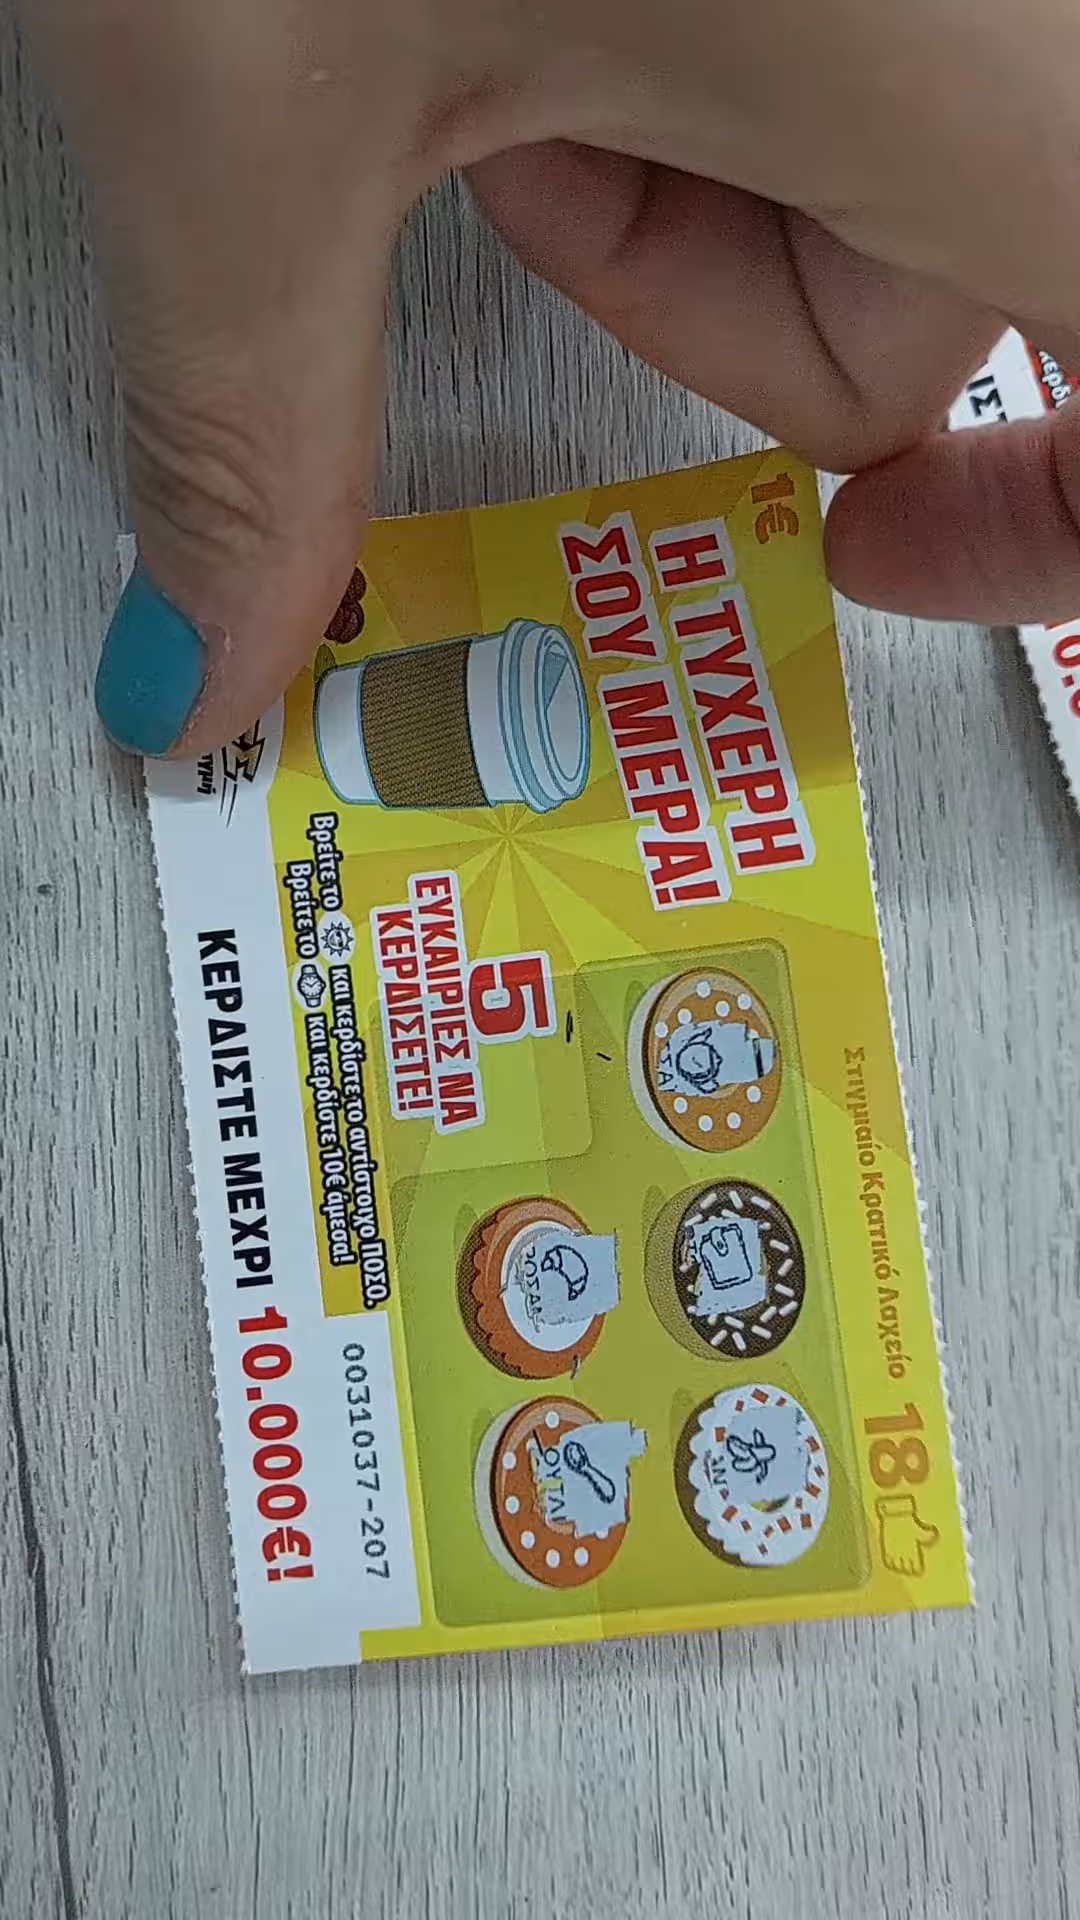 1€
Η ΤΥΧΕΡΗ
ΣΟΥ ΜΕΡΑ!
5
ΕΥΚΑΙΡΙΕΣ ΝΑ
ΚΕΡΔΙΣΕΤΕ!
Βρείτε το και κερδίστε το αντίστοιχο ΠΟΣΟ.
Βρείτε το και κερδίστε 10€ άμεσα!
Στιγμιαίο Κρατικό Λαχείο
18
0031037-207
ΚΕΡΔΙΣΤΕ ΜΕΧΡΙ 10.000€!